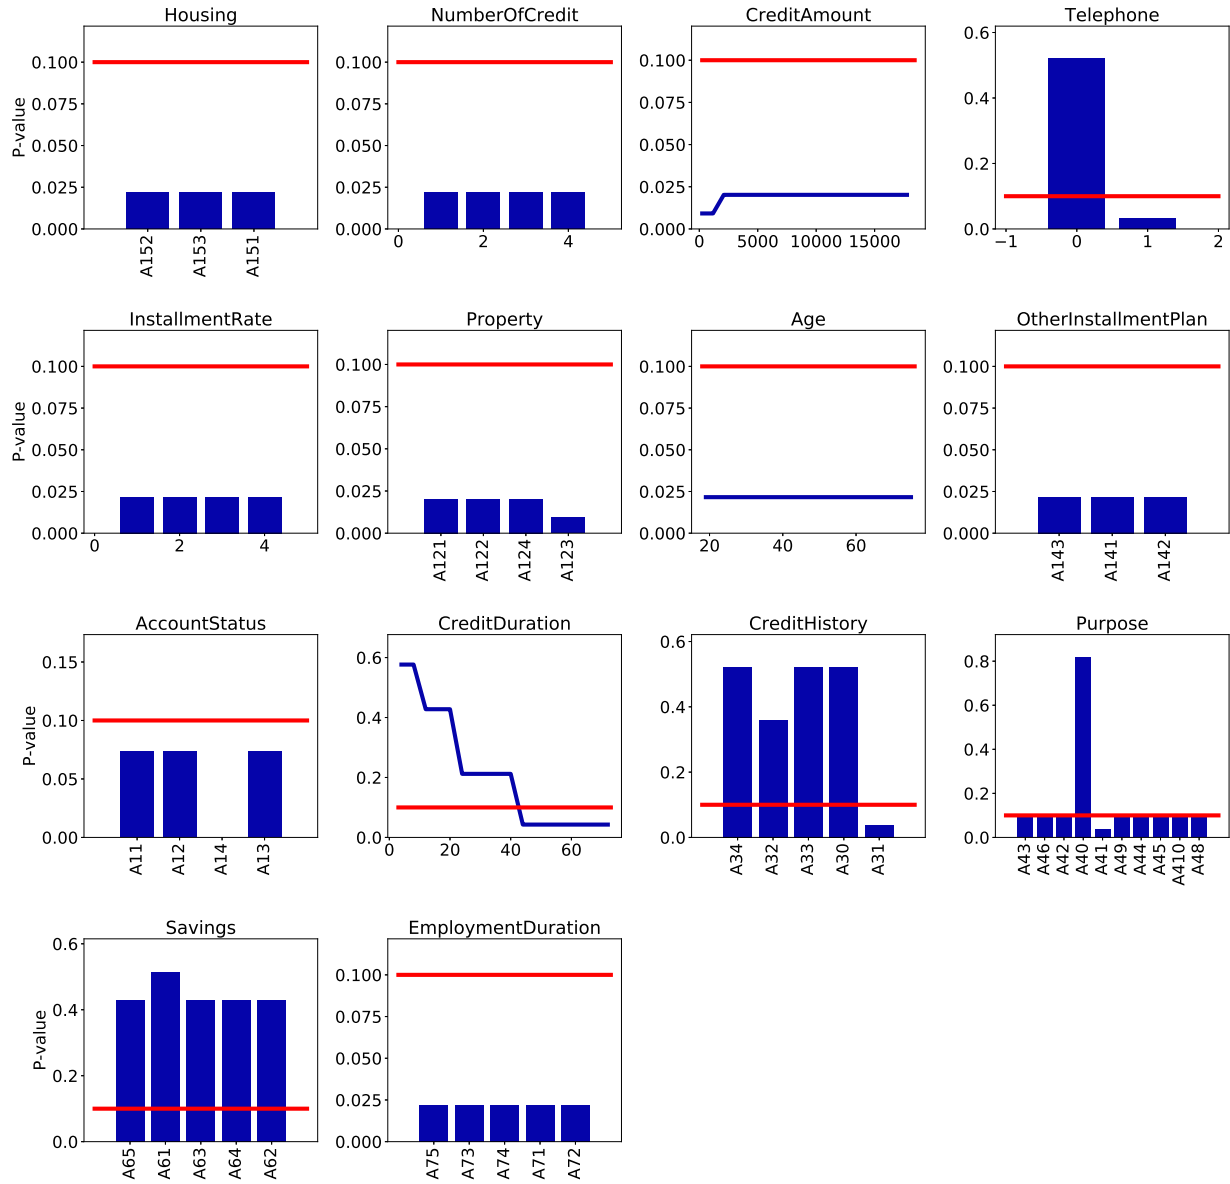 Housing
NumberOfCredit
CreditAmount
Telephone
P-value
0.100
0.075
0.050
0.025
0.000
A152
A153
A151
0.100
0.075
0.050
0.025
0.000
0 2 4
0.100
0.075
0.050
0.025
0.000
0 5000 10000 15000
0.6
0.4
0.2
0.0
−1 0 1 2
InstallmentRate
Property
Age
OtherInstallmentPlan
P-value
0.100
0.075
0.050
0.025
0.000
0 2 4
0.100
0.075
0.050
0.025
0.000
A121
A122
A124
A123
0.100
0.075
0.050
0.025
0.000
20 40 60
0.100
0.075
0.050
0.025
0.000
A143
A141
A142
AccountStatus
CreditDuration
CreditHistory
Purpose
P-value
0.15
0.10
0.05
0.00
A11
A12
A14
A13
0.6
0.4
0.2
0.0
0 20 40 60
0.6
0.4
0.2
0.0
A34
A32
A33
A30
A31
0.8
0.6
0.4
0.2
0.0
A43
A46
A42
A40
A41
A49
A44
A45
A410
A48
Savings
EmploymentDuration
P-value
0.6
0.4
0.2
0.0
A65
A61
A63
A64
A62
0.100
0.075
0.050
0.025
0.000
A75
A73
A74
A71
A72